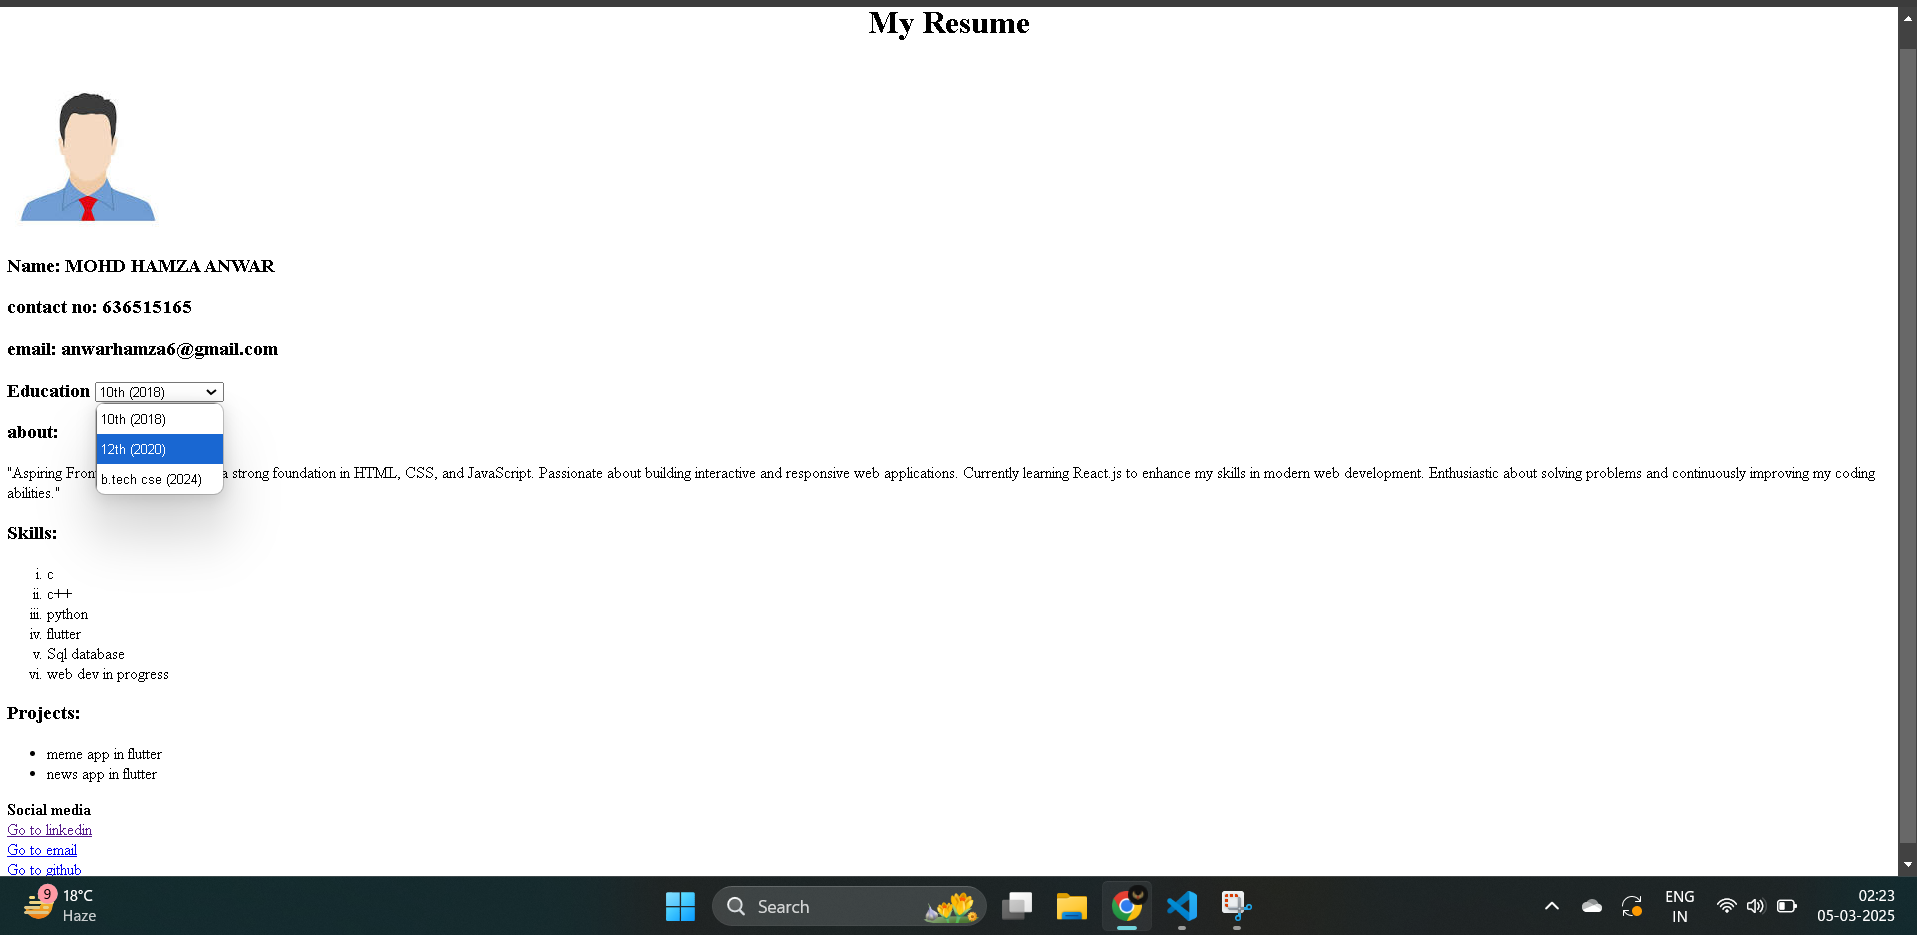 My Resume
Name: MOHD HAMZA ANWAR
contact no: 636515165
email: anwarhamza6@gmail.com
Education 10th (2018)
10th (2018)
about:
12th (2020)
"Aspiring Fron a strong foundation in HTML, CSS, and JavaScript. Passionate about building interactive and responsive web applications. Currently learning React.js to enhance my skills in modern web development. Enthusiastic about solving problems and continuously improving my coding
b.tech cse (2024)
abilities."
Skills:
i. c
ii. c++
iii. python
iv. flutter
v. Sql database
vi. web dev in progress
Projects:
• meme app in flutter
• news app in flutter
Social media
Go to linkedin
Go to email
Go to github
9
18°C
Haze
Search
ENG
IN
02:23
05-03-2025